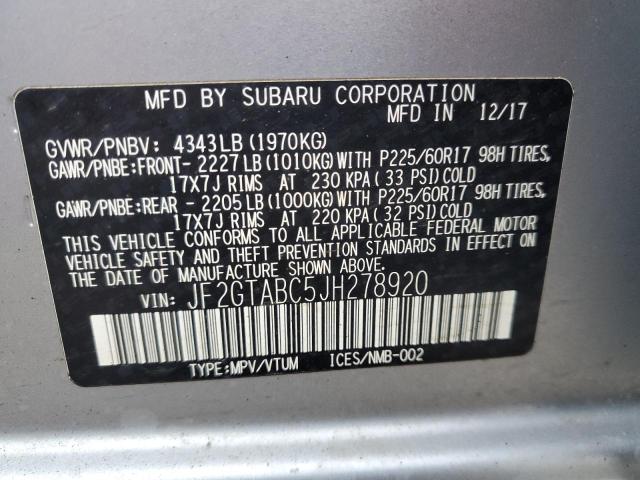 MFD BY SUBARU CORPORATION
MFD IN 12/17
GVWR/PNBV: 4343LB (1970KG)
GAWR/PNBE:FRONT- 2227LB (1010KG) WITH P225/60R17 98H TIRES,
17X7J RIMS AT 230 KPA (33 PSI) COLD
GAWR/PNBE:REAR - 2205LB (1000KG) WITH P225/60R17 98H TIRES,
17X7J RIMS AT 220 KPA (32 PSI) COLD
THIS VEHICLE CONFORMS TO ALL APPLICABLE FEDERAL MOTOR
VEHICLE SAFETY AND THEFT PREVENTION STANDARDS IN EFFECT ON
THE DATE OF MANUFACTURE SHOWN ABOVE.
VIN: JF2GTABC5JH278920
TYPE:MPV/VTUM ICES/NMB-002